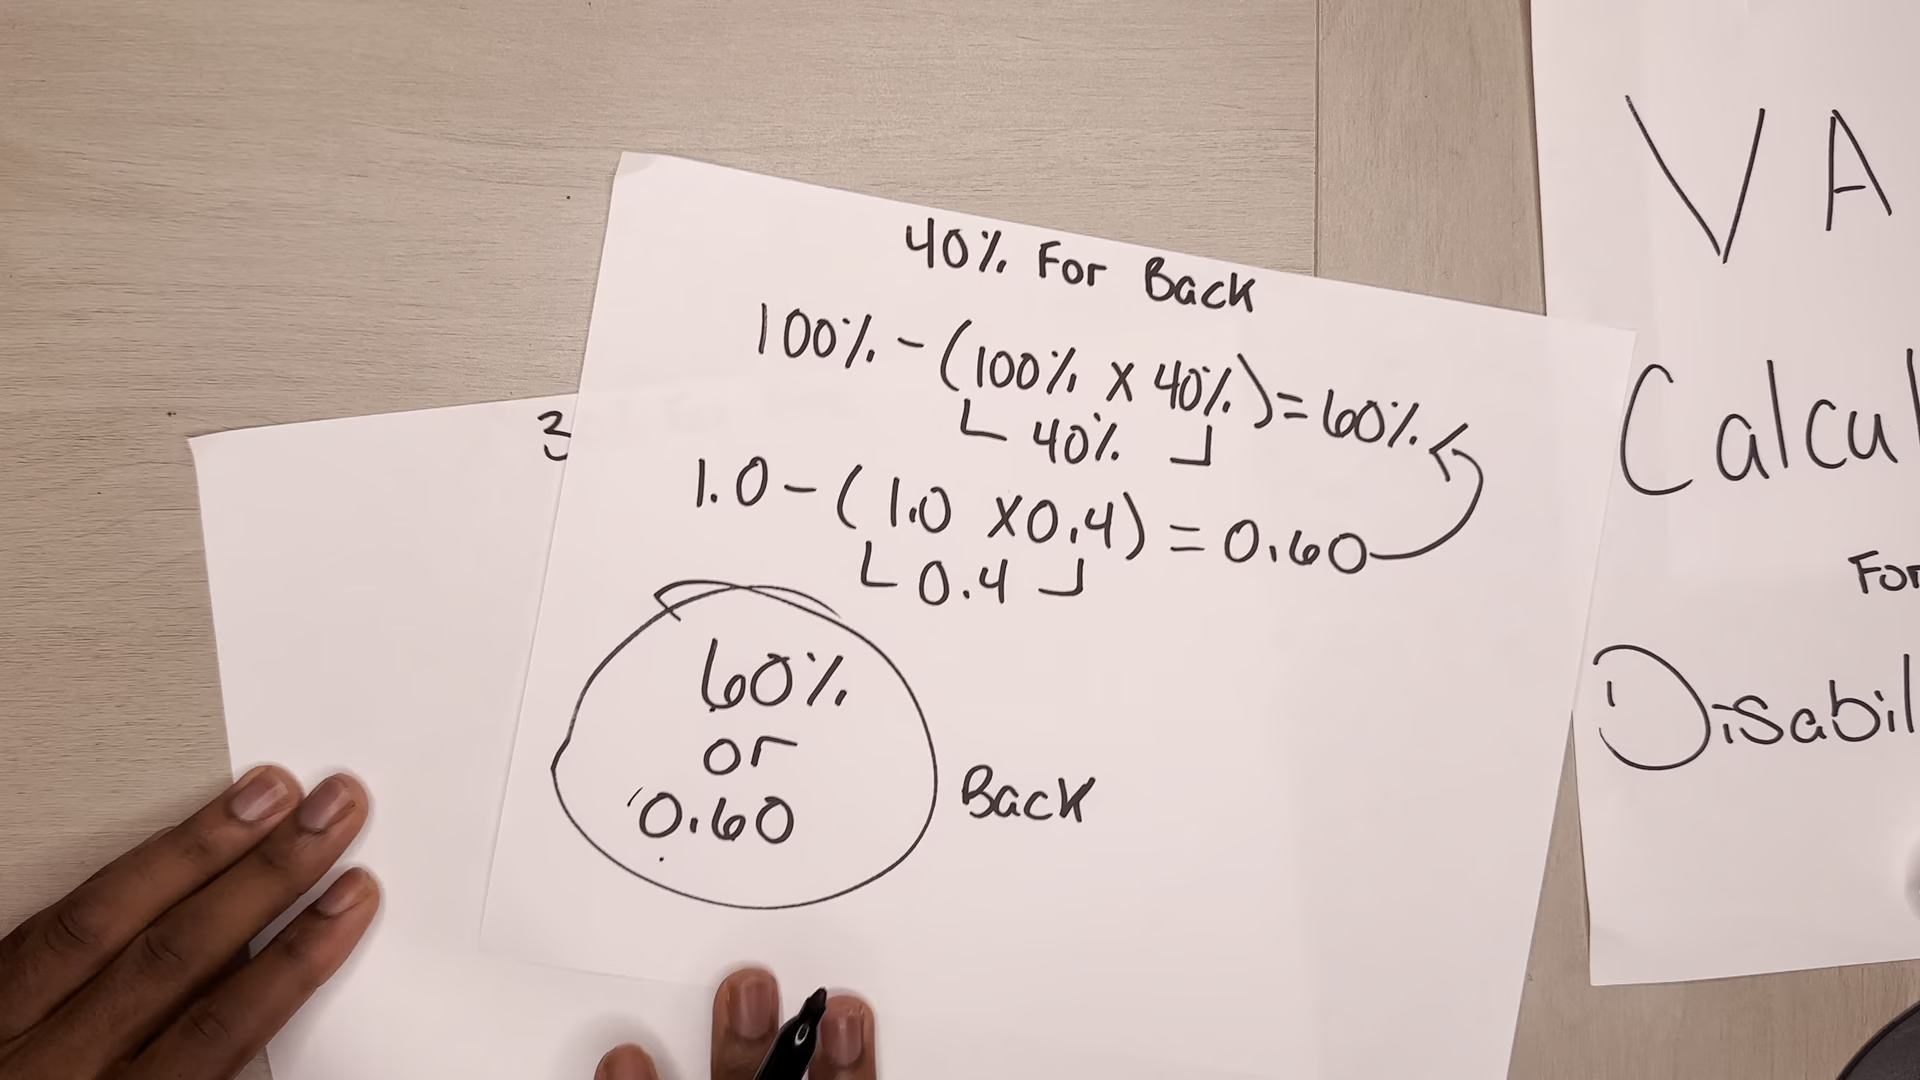 40% For Back
100% - (100% X 40%) = 60%
40%
1.0 - (1.0 X 0.4) = 0.60
0.4
60%
or
0.60
Back
3
VA
Calcul
For
Disabil